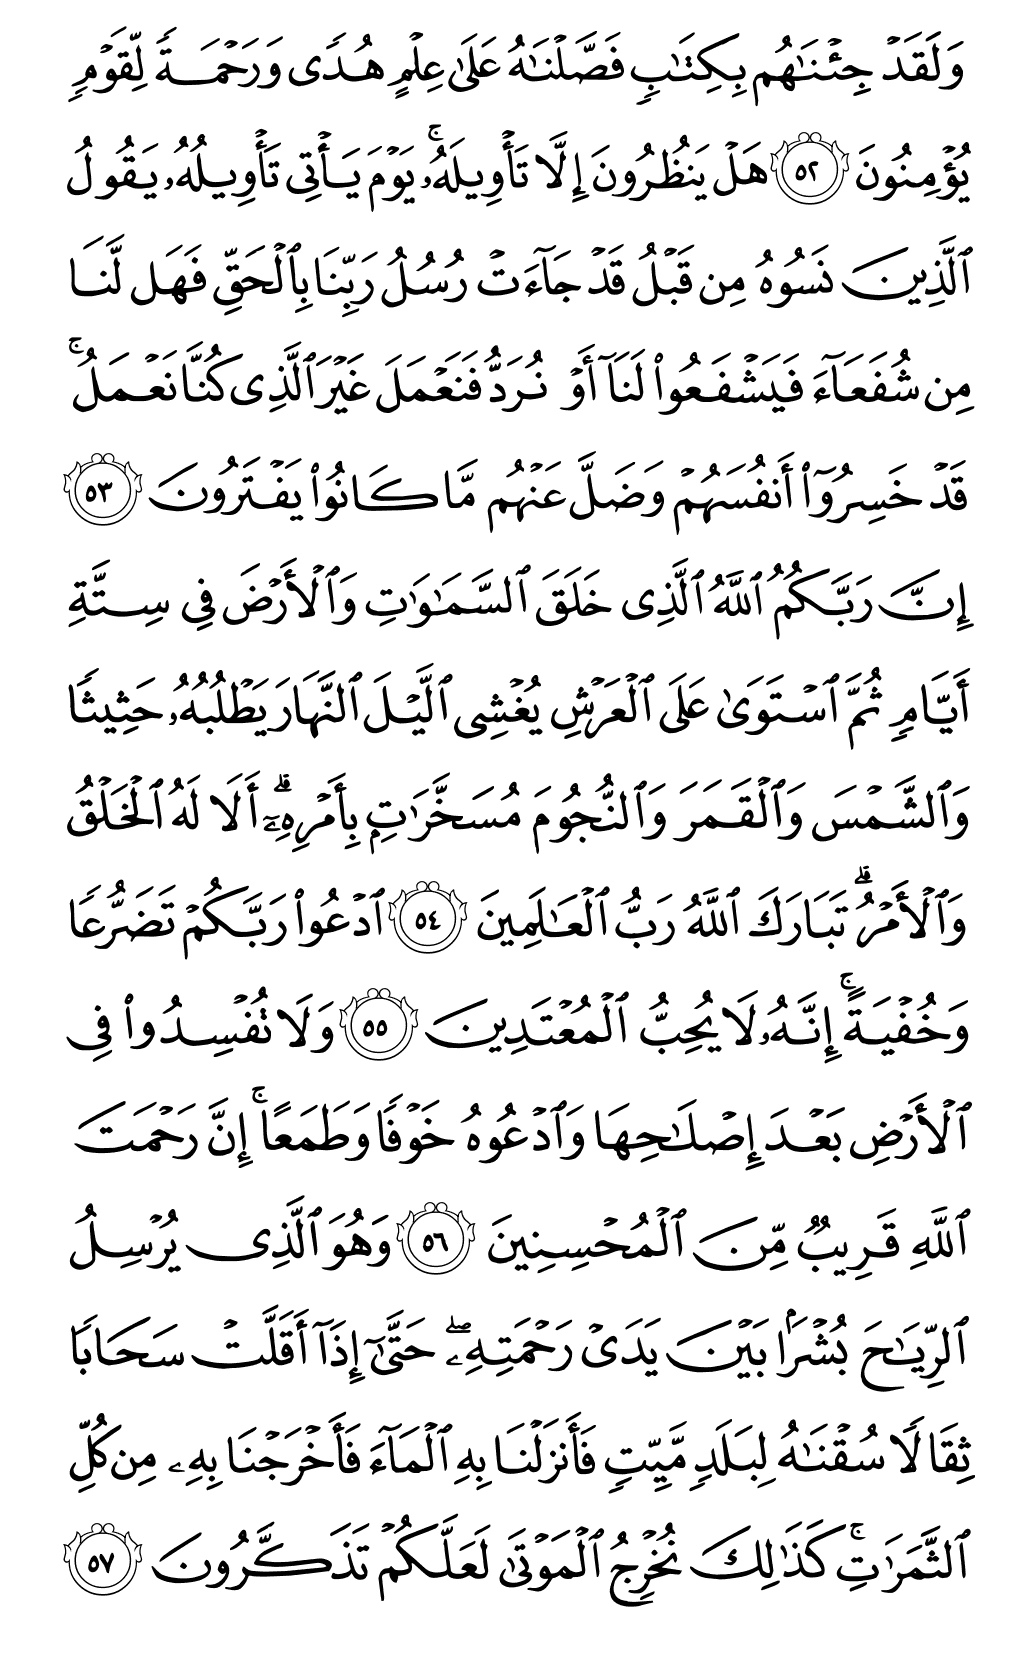 وَلَقَدْ جِئْنَٰهُم بِكِتَٰبٍ فَصَّلْنَٰهُ عَلَىٰ عِلْمٍ هُدًى وَرَحْمَةً لِّقَوْمٍ
يُؤْمِنُونَ ٥٢ هَلْ يَنظُرُونَ إِلَّا تَأْوِيلَهُۥ ۚ يَوْمَ يَأْتِى تَأْوِيلُهُۥ يَقُولُ
ٱلَّذِينَ نَسُوهُ مِن قَبْلُ قَدْ جَآءَتْ رُسُلُ رَبِّنَا بِٱلْحَقِّ فَهَل لَّنَا
مِن شُفَعَآءَ فَيَشْفَعُوا۟ لَنَآ أَوْ نُرَدُّ فَنَعْمَلَ غَيْرَ ٱلَّذِى كُنَّا نَعْمَلُ ۚ
قَدْ خَسِرُوٓا۟ أَنفُسَهُمْ وَضَلَّ عَنْهُم مَّا كَانُوا۟ يَفْتَرُونَ ٥٣
إِنَّ رَبَّكُمُ ٱللَّهُ ٱلَّذِى خَلَقَ ٱلسَّمَٰوَٰتِ وَٱلْأَرْضَ فِى سِتَّةِ
أَيَّامٍ ثُمَّ ٱسْتَوَىٰ عَلَى ٱلْعَرْشِ يُغْشِى ٱلَّيْلَ ٱلنَّهَارَ يَطْلُبُهُۥ حَثِيثًا
وَٱلشَّمْسَ وَٱلْقَمَرَ وَٱلنُّجُومَ مُسَخَّرَٰتٍۭ بِأَمْرِهِۦٓ ۗ أَلَا لَهُ ٱلْخَلْقُ
وَٱلْأَمْرُ ۗ تَبَارَكَ ٱللَّهُ رَبُّ ٱلْعَٰلَمِينَ ٥٤ ٱدْعُوا۟ رَبَّكُمْ تَضَرُّعًا
وَخُفْيَةً ۚ إِنَّهُۥ لَا يُحِبُّ ٱلْمُعْتَدِينَ ٥٥ وَلَا تُفْسِدُوا۟ فِى
ٱلْأَرْضِ بَعْدَ إِصْلَٰحِهَا وَٱدْعُوهُ خَوْفًا وَطَمَعًا ۚ إِنَّ رَحْمَتَ
ٱللَّهِ قَرِيبٌ مِّنَ ٱلْمُحْسِنِينَ ٥٦ وَهُوَ ٱلَّذِى يُرْسِلُ
ٱلرِّيَٰحَ بُشْرًۢا بَيْنَ يَدَىْ رَحْمَتِهِۦ ۖ حَتَّىٰٓ إِذَآ أَقَلَّتْ سَحَابًا
ثِقَالًا سُقْنَٰهُ لِبَلَدٍ مَّيِّتٍ فَأَنزَلْنَا بِهِ ٱلْمَآءَ فَأَخْرَجْنَا بِهِۦ مِن كُلِّ
ٱلثَّمَرَٰتِ ۚ كَذَٰلِكَ نُخْرِجُ ٱلْمَوْتَىٰ لَعَلَّكُمْ تَذَكَّرُونَ ٥٧